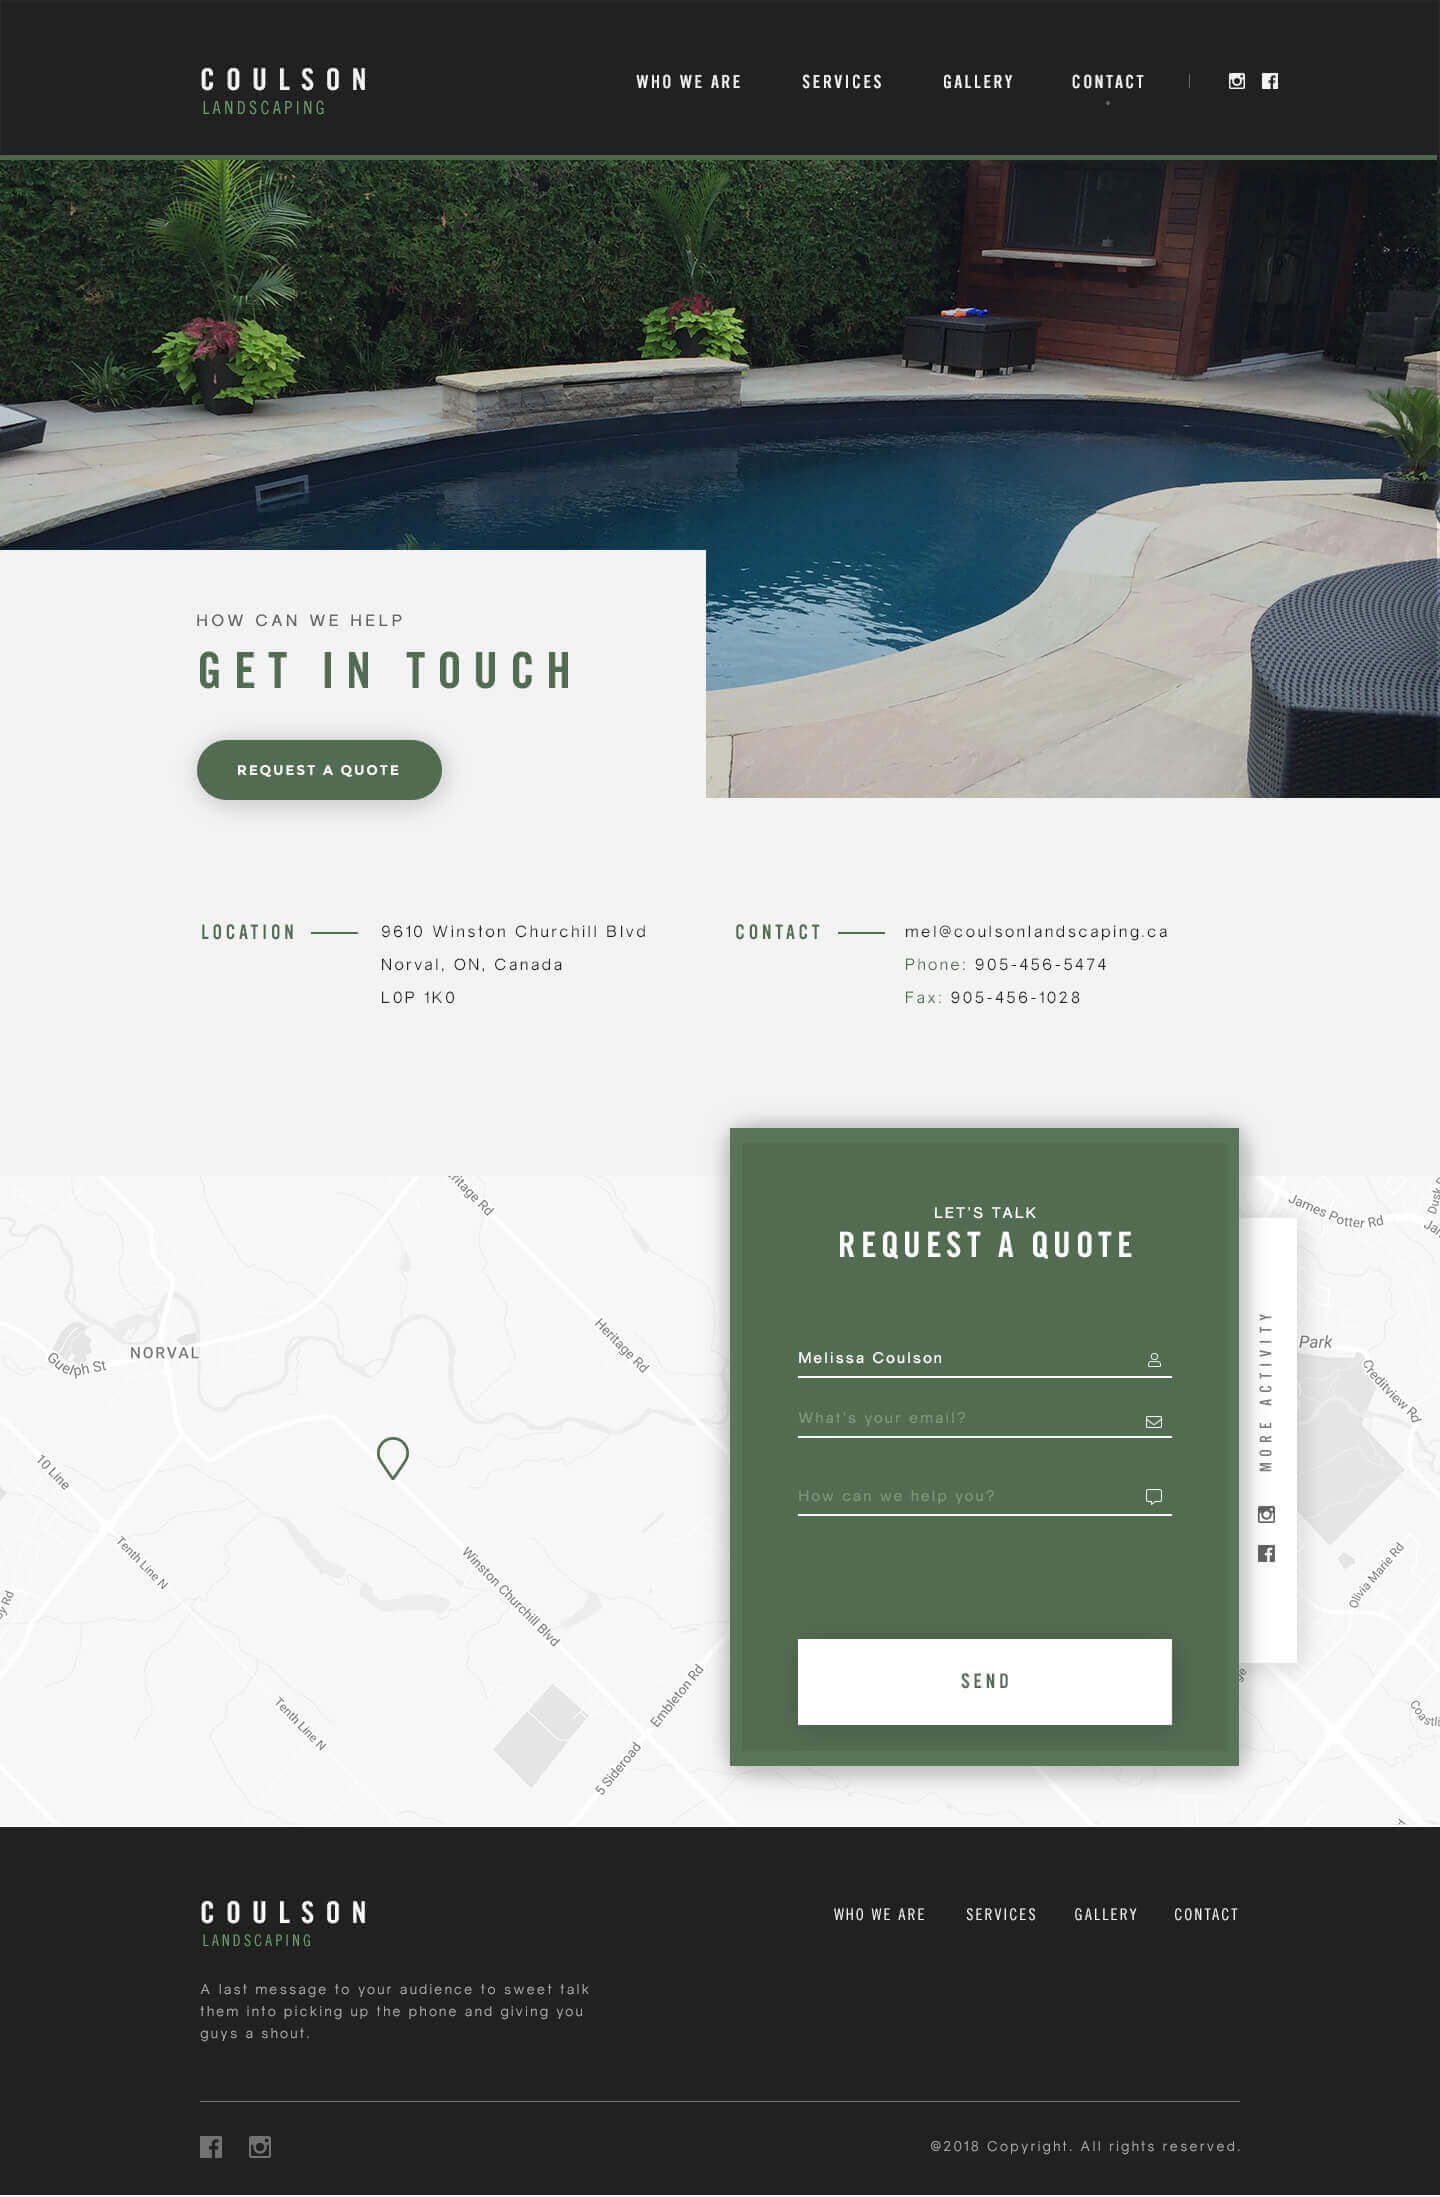 COULSON
LANDSCAPING
WHO WE ARE
SERVICES
GALLERY
CONTACT
HOW CAN WE HELP
GET IN TOUCH
REQUEST A QUOTE
LOCATION
9610 Winston Churchill Blvd
Norval, ON, Canada
L0P 1K0
CONTACT
mel@coulsonlandscaping.ca
Phone: 905-456-5474
Fax: 905-456-1028
Heritage Rd
NORVAL
Guelph St
10 Line
Tenth Line N
Tenth Line N
Winston Churchill Blvd
Embleton Rd
5 Sideroad
LET'S TALK
REQUEST A QUOTE
Melissa Coulson
What's your email?
How can we help you?
SEND
MORE ACTIVITY
James Potter Rd
Park
Creditview Rd
Olivia Marie Rd
COULSON
LANDSCAPING
A last message to your audience to sweet talk
them into picking up the phone and giving you
guys a shout.
WHO WE ARE
SERVICES
GALLERY
CONTACT
@2018 Copyright. All rights reserved.